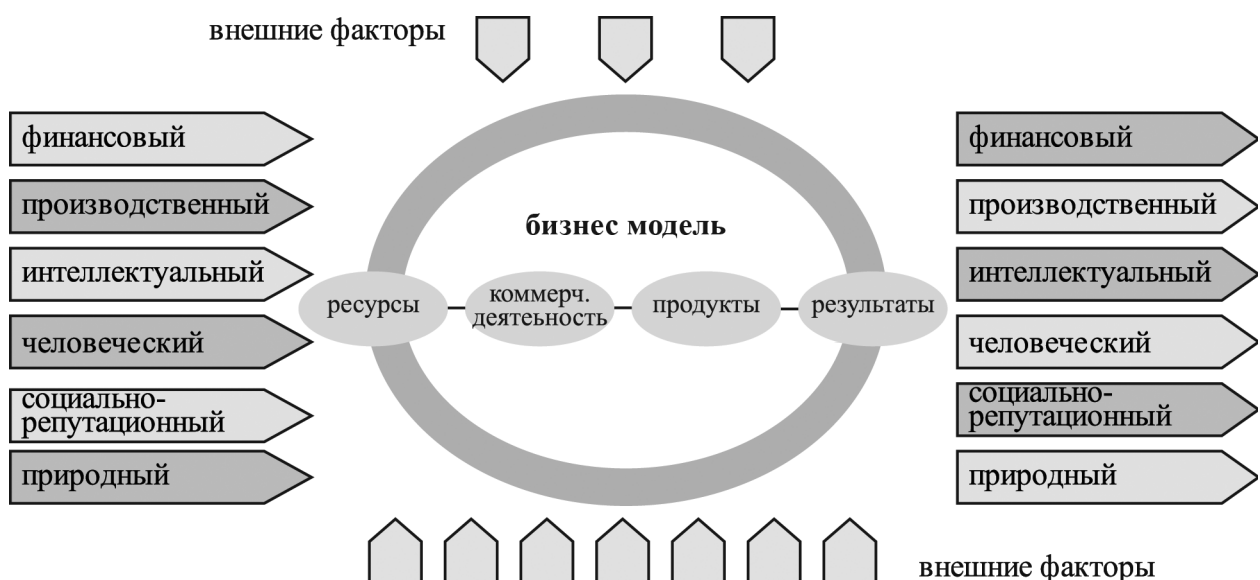 внешние факторы
финансовый
производственный
интеллектуальный
человеческий
социально-
репутационный
природный
бизнес модель
ресурсы
коммерч.
деятеьность
продукты
результаты
финансовый
производственный
интеллектуальный
человеческий
социально-
репутационный
природный
внешние факторы